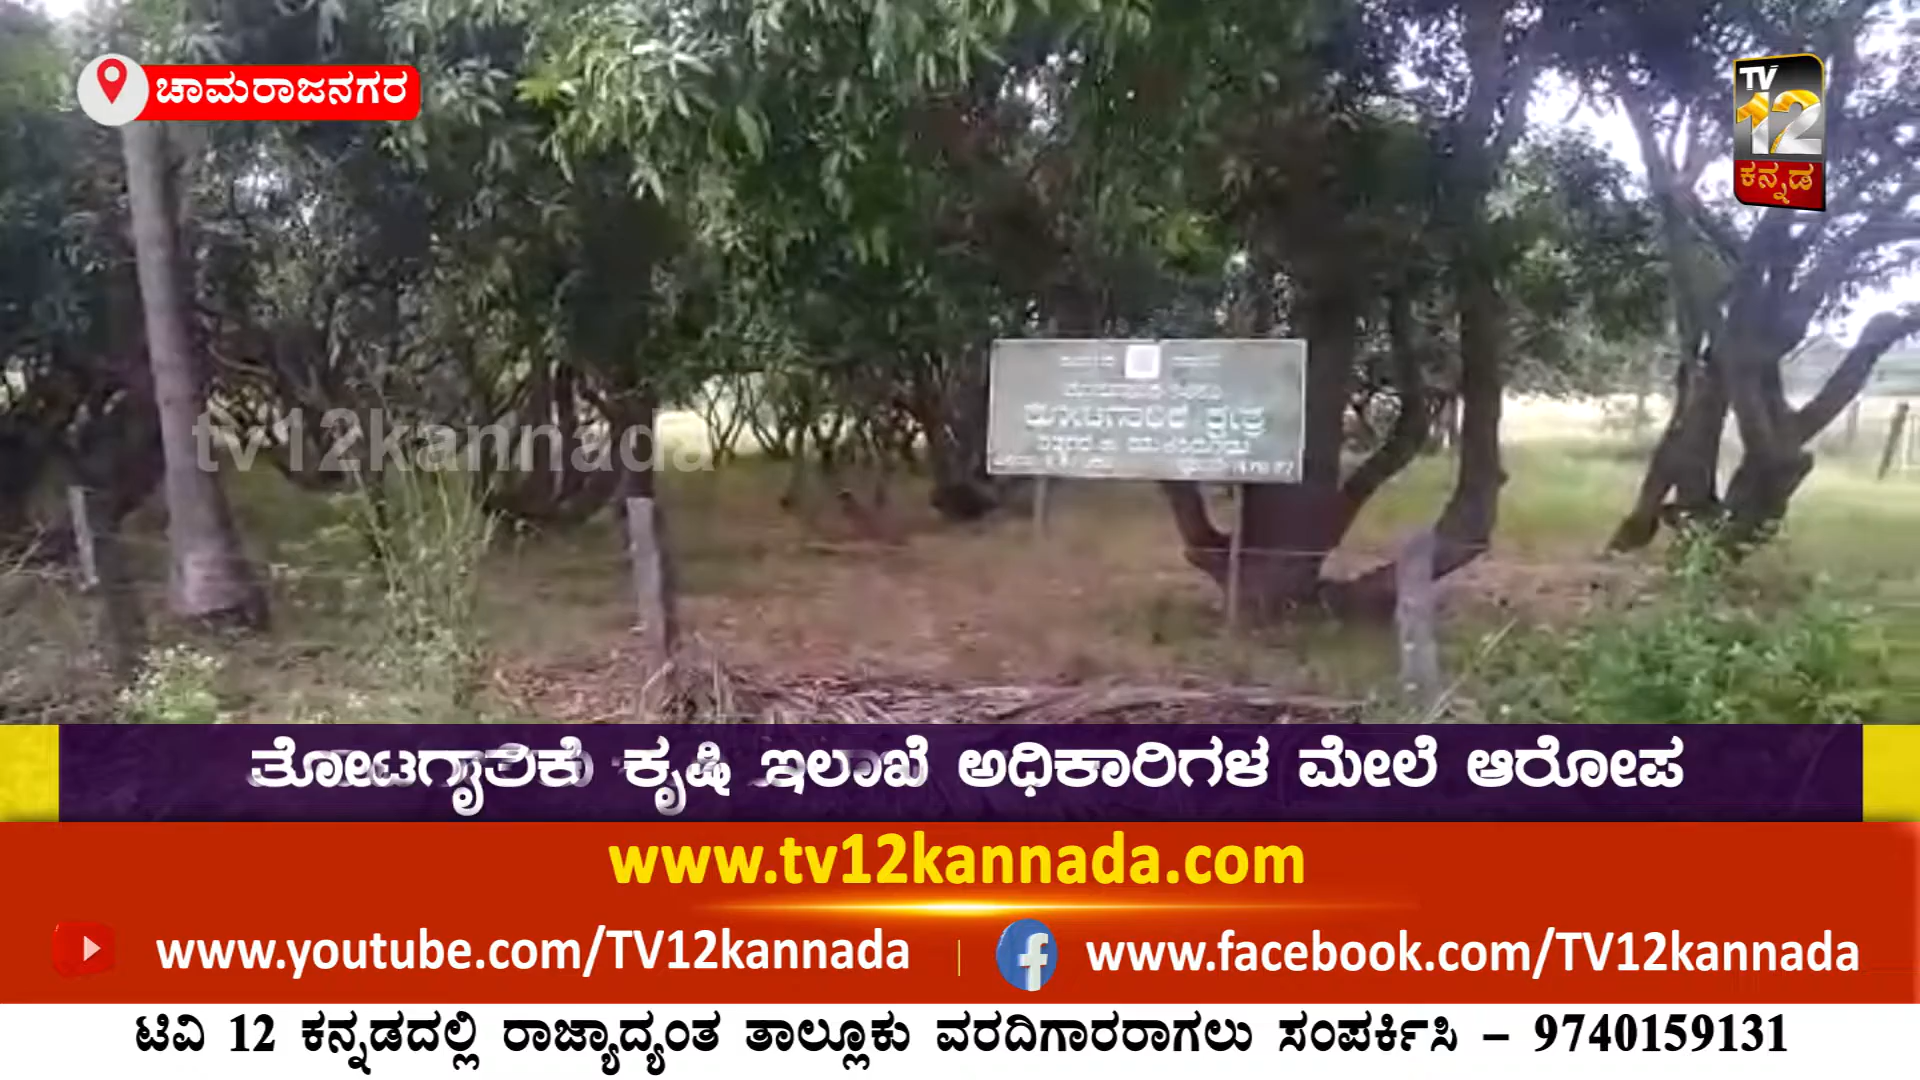 ಚಾಮರಾಜನಗರ
TV
12
ಕನ್ನಡ
tv12kannada
ತೋಟಗಾರಿಕೆ ಕೃಷಿ ಇಲಾಖೆ ಅಧಿಕಾರಿಗಳ ಮೇಲೆ ಆರೋಪ
www.tv12kannada.com
www.youtube.com/TV12kannada
www.facebook.com/TV12kannada
ಟಿವಿ 12 ಕನ್ನಡದಲ್ಲಿ ರಾಜ್ಯಾದ್ಯಂತ ತಾಲ್ಲೂಕು ವರದಿಗಾರರಾಗಲು ಸಂಪರ್ಕಿಸಿ – 9740159131